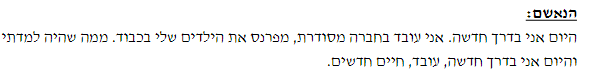 הנאשם:
היום אני בדרך חדשה. אני עובד בחברה מסודרת, מפרנס את הילדים שלי בכבוד. ממה שהיה למדתי
והיום אני בדרך חדשה, עובד, חיים חדשים.